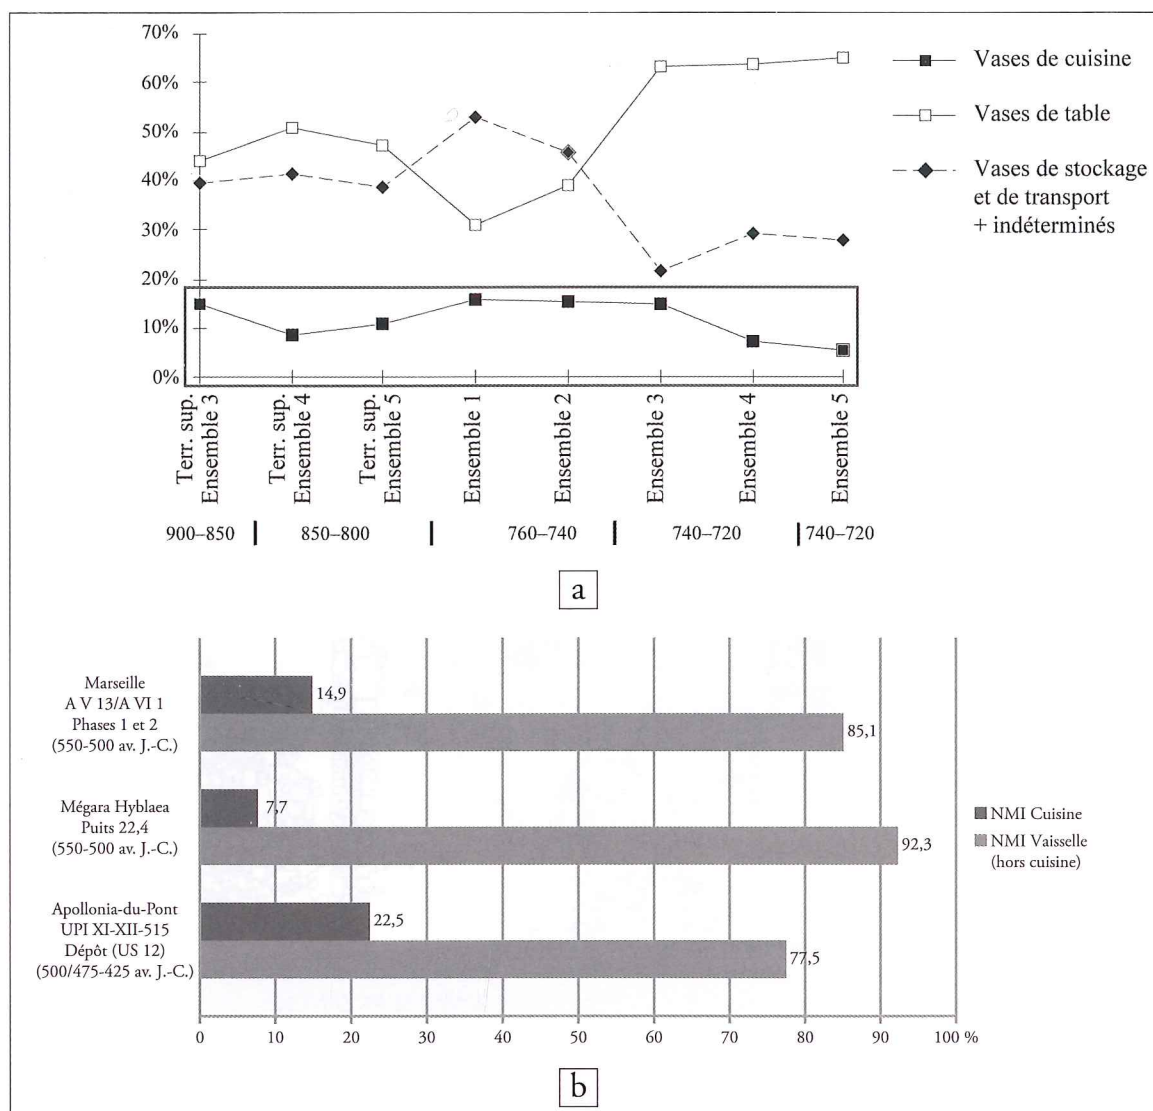 70%
60%
50%
40%
30%
20%
10%
0%
Vases de cuisine
Vases de table
Vases de stockage
et de transport
+ indéterminés
Terr. sup.
Ensemble 3
Terr. sup.
Ensemble 4
Terr. sup.
Ensemble 5
Ensemble 1
Ensemble 2
Ensemble 3
Ensemble 4
Ensemble 5
900–850
850–800
760–740
740–720
740–720
a
Marseille
A V 13/A VI 1
Phases 1 et 2
(550-500 av. J.-C.)
14,9
85,1
Mégara Hyblaea
Puits 22,4
(550-500 av. J.-C.)
7,7
92,3
Apollonia-du-Pont
UPI XI-XII-515
Dépôt (US 12)
(500/475-425 av. J.-C.)
22,5
77,5
NMI Cuisine
NMI Vaisselle
(hors cuisine)
0 10 20 30 40 50 60 70 80 90 100 %
b